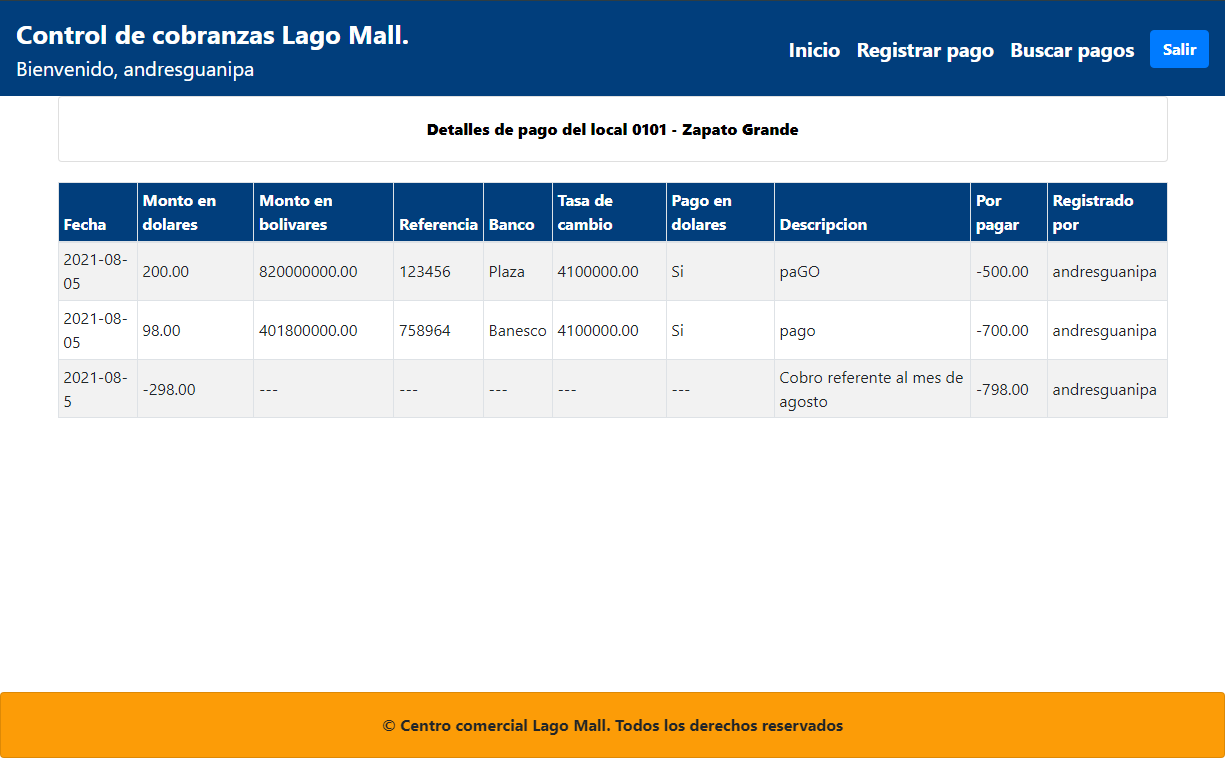 Control de cobranzas Lago Mall.
Bienvenido, andresguanipa
Inicio Registrar pago Buscar pagos Salir
Detalles de pago del local 0101 - Zapato Grande
Fecha Monto en dolares Monto en bolivares Referencia Banco Tasa de cambio Pago en dolares Descripcion Por pagar Registrado por
2021-08-05 200.00 820000000.00 123456 Plaza 4100000.00 Si paGO -500.00 andresguanipa
2021-08-05 98.00 401800000.00 758964 Banesco 4100000.00 Si pago -700.00 andresguanipa
2021-08-5 -298.00 --- --- --- --- --- Cobro referente al mes de agosto -798.00 andresguanipa
© Centro comercial Lago Mall. Todos los derechos reservados